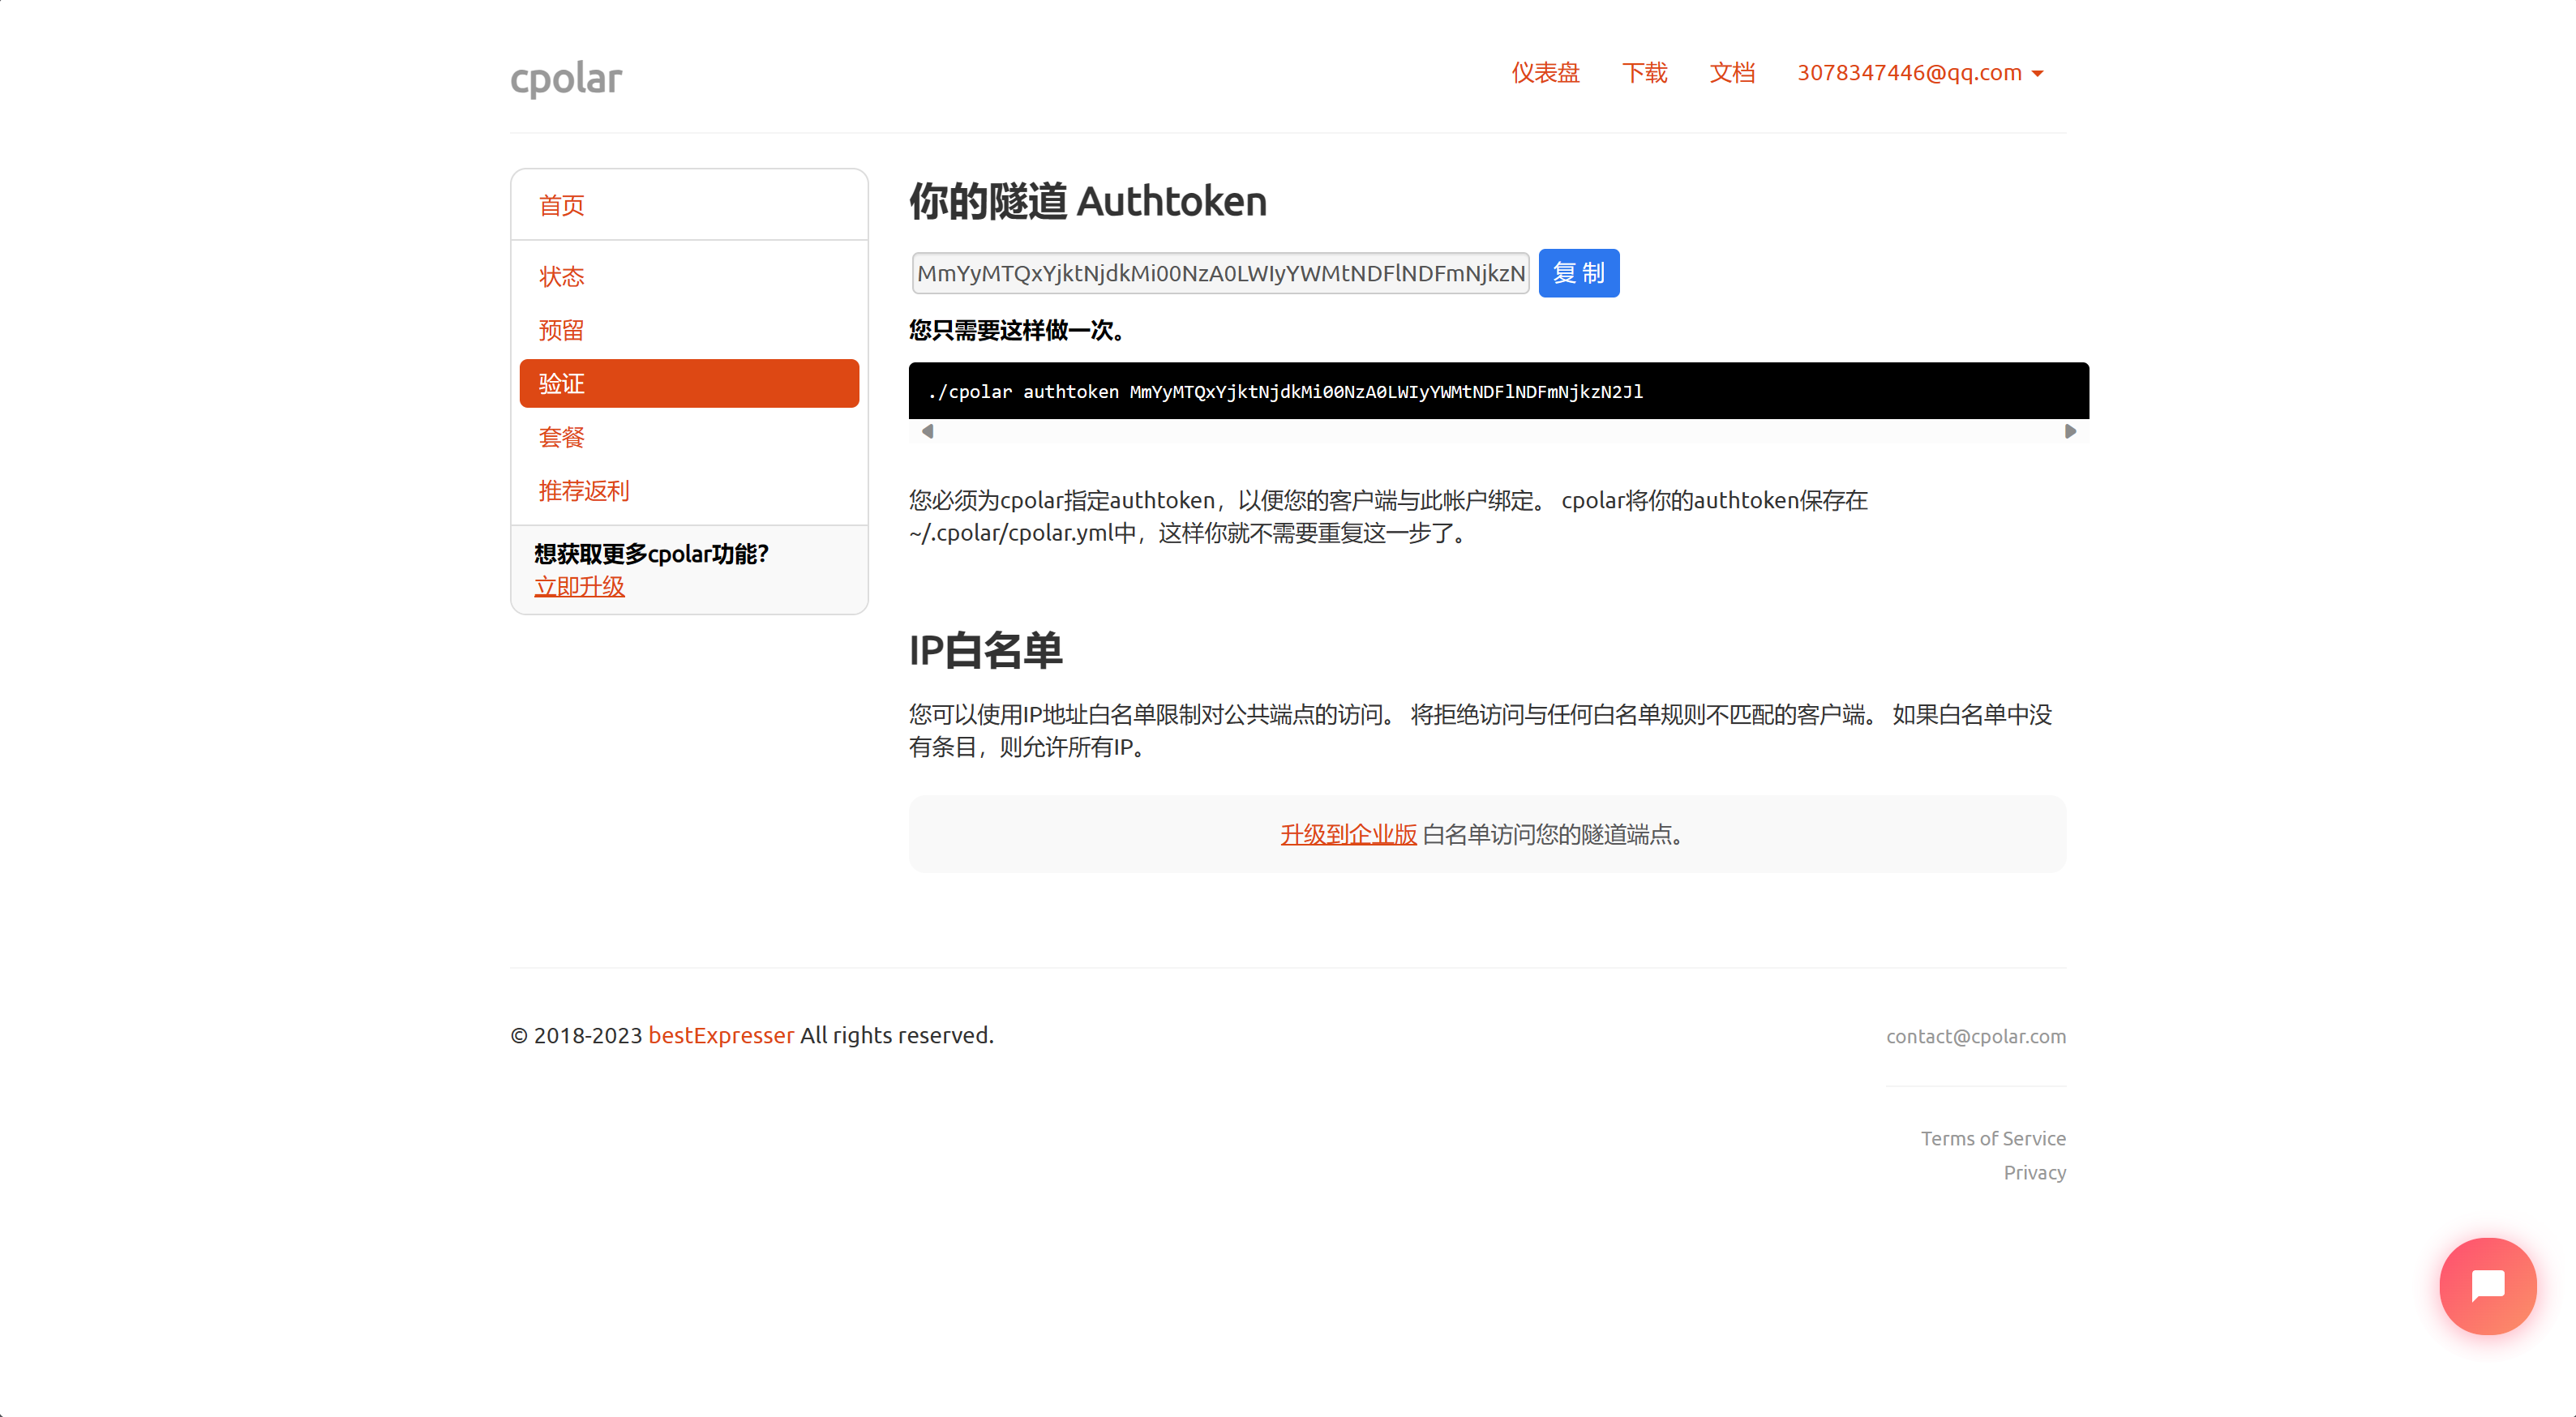 cpolar
仪表盘 下载 文档 3078347446@qq.com
首页
状态
预留
验证
套餐
推荐返利
想获取更多cpolar功能?
立即升级
你的隧道 Authtoken
MmYyMTQxYjktNjdkMi00NzA0LWIyYWMtNDFlNDFmNjkzN 复 制
您只需要这样做一次。
./cpolar authtoken MmYyMTQxYjktNjdkMi00NzA0LWIyYWMtNDFlNDFmNjkzN2Jl
您必须为cpolar指定authtoken，以便您的客户端与此帐户绑定。 cpolar将你的authtoken保存在
~/.cpolar/cpolar.yml中，这样你就不需要重复这一步了。
IP白名单
您可以使用IP地址白名单限制对公共端点的访问。 将拒绝访问与任何白名单规则不匹配的客户端。 如果白名单中没
有条目，则允许所有IP。
升级到企业版 白名单访问您的隧道端点。
© 2018-2023 bestExpresser All rights reserved.
contact@cpolar.com
Terms of Service
Privacy